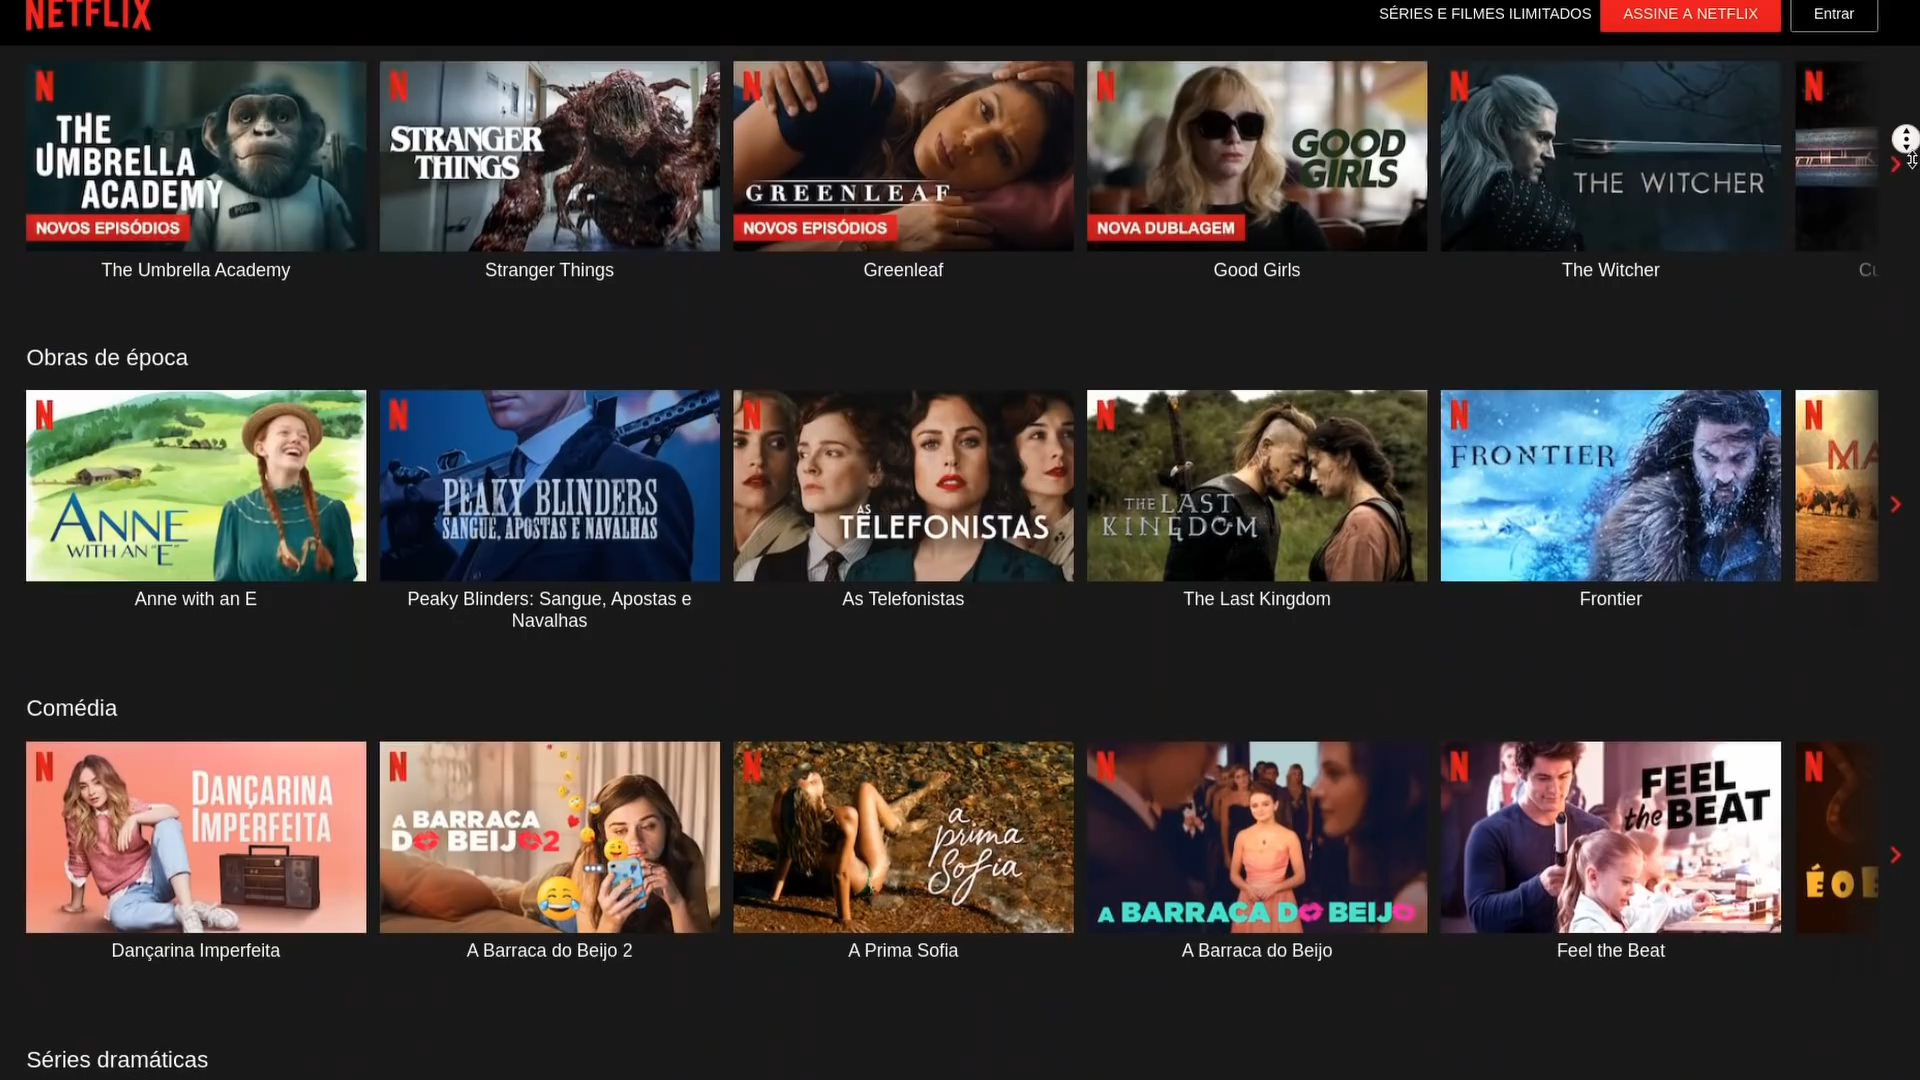 NETFLIX
SÉRIES E FILMES ILIMITADOS
ASSINE A NETFLIX
Entrar
N
THE
UMBRELLA
ACADEMY
NOVOS EPISÓDIOS
N
STRANGER
THINGS
N
GREENLEAF
NOVOS EPISÓDIOS
N
GOOD
GIRLS
NOVA DUBLAGEM
N
THE WITCHER
N
The Umbrella Academy
Stranger Things
Greenleaf
Good Girls
The Witcher
Obras de época
N
ANNE
WITH AN "E"
N
PEAKY BLINDERS
SANGUE, APOSTAS E NAVALHAS
N
AS
TELEFONISTAS
N
THE LAST
KINGDOM
N
FRONTIER
N
MA
Anne with an E
Peaky Blinders: Sangue, Apostas e
Navalhas
As Telefonistas
The Last Kingdom
Frontier
Comédia
N
DANÇARINA
IMPERFEITA
N
A BARRACA
DO BEIJO 2
N
a
prima
Sofia
N
A BARRACA DO BEIJO
N
FEEL
the BEAT
N
Dançarina Imperfeita
A Barraca do Beijo 2
A Prima Sofia
A Barraca do Beijo
Feel the Beat
Séries dramáticas